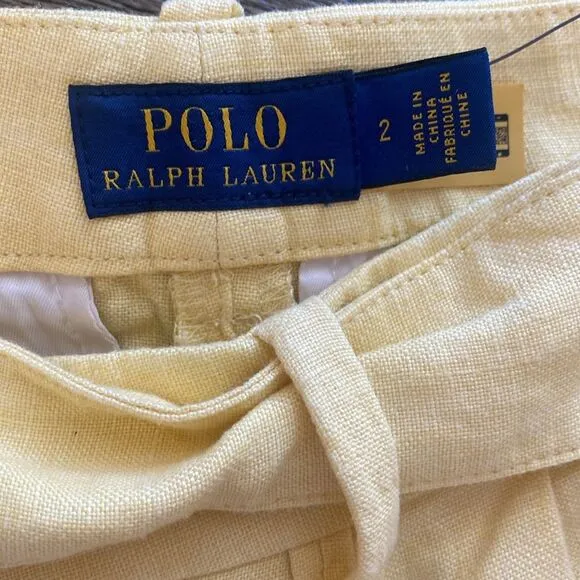 POLO
RALPH LAUREN
2
MADE IN
CHINA
FABRIQUÉ EN
CHINE